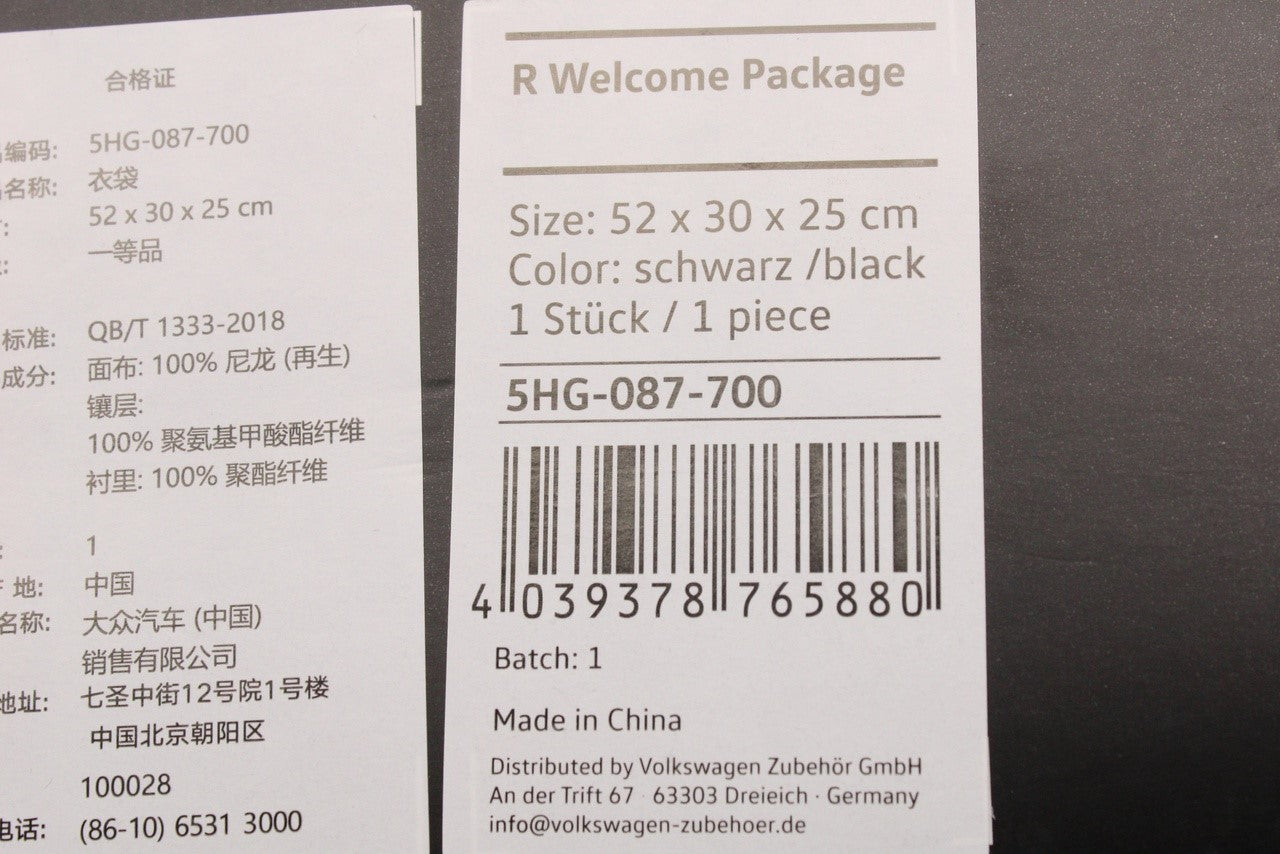 合格证
编码: 5HG-087-700
名称: 衣袋
: 52 x 30 x 25 cm
: 一等品
标准: QB/T 1333-2018
成分: 面布: 100% 尼龙 (再生)
镶层:
100% 聚氨基甲酸酯纤维
衬里: 100% 聚酯纤维
: 1
地: 中国
名称: 大众汽车 (中国)
销售有限公司
地址: 七圣中街12号院1号楼
中国北京朝阳区
100028
电话: (86-10) 6531 3000
R Welcome Package
Size: 52 x 30 x 25 cm
Color: schwarz /black
1 Stück / 1 piece
5HG-087-700
4 039378 765880
Batch: 1
Made in China
Distributed by Volkswagen Zubehör GmbH
An der Trift 67 · 63303 Dreieich · Germany
info@volkswagen-zubehoer.de